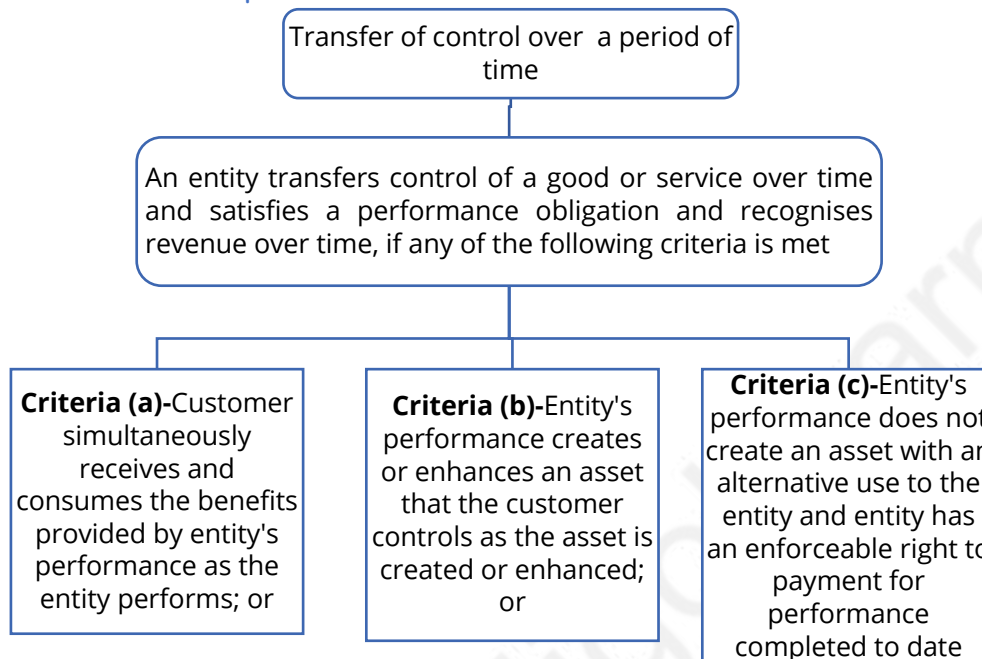 Transfer of control over a period of
time
An entity transfers control of a good or service over time
and satisfies a performance obligation and recognises
revenue over time, if any of the following criteria is met
Criteria (a)-Customer
simultaneously
receives and
consumes the benefits
provided by entity's
performance as the
entity performs; or
Criteria (b)-Entity's
performance creates
or enhances an asset
that the customer
controls as the asset is
created or enhanced;
or
Criteria (c)-Entity's
performance does not
create an asset with an
alternative use to the
entity and entity has
an enforceable right to
payment for
performance
completed to date